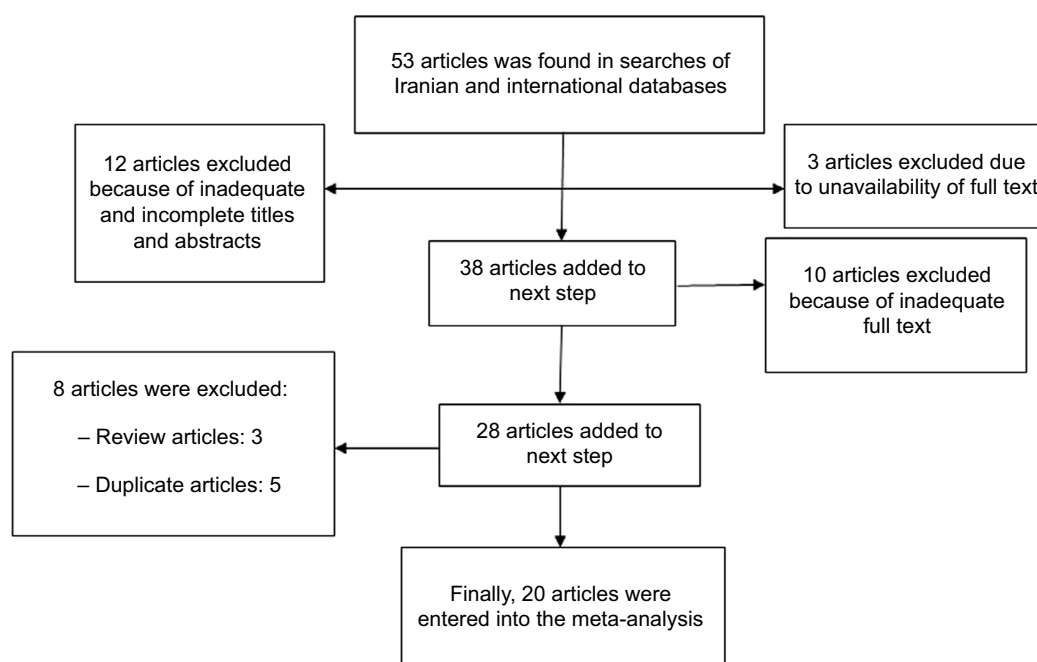 53 articles was found in searches of
Iranian and international databases
12 articles excluded
because of inadequate
and incomplete titles
and abstracts
3 articles excluded due
to unavailability of full text
38 articles added to
next step
10 articles excluded
because of inadequate
full text
8 articles were excluded:
– Review articles: 3
– Duplicate articles: 5
28 articles added to
next step
Finally, 20 articles were
entered into the meta-analysis